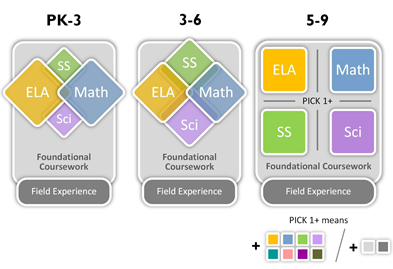 PK-3
SS
ELA
Math
Sci
Foundational
Coursework
Field Experience
3-6
SS
ELA
Math
Sci
Foundational
Coursework
Field Experience
5-9
ELA
Math
PICK 1+
SS
Sci
Foundational Coursework
Field Experience
PICK 1+ means
+ / +